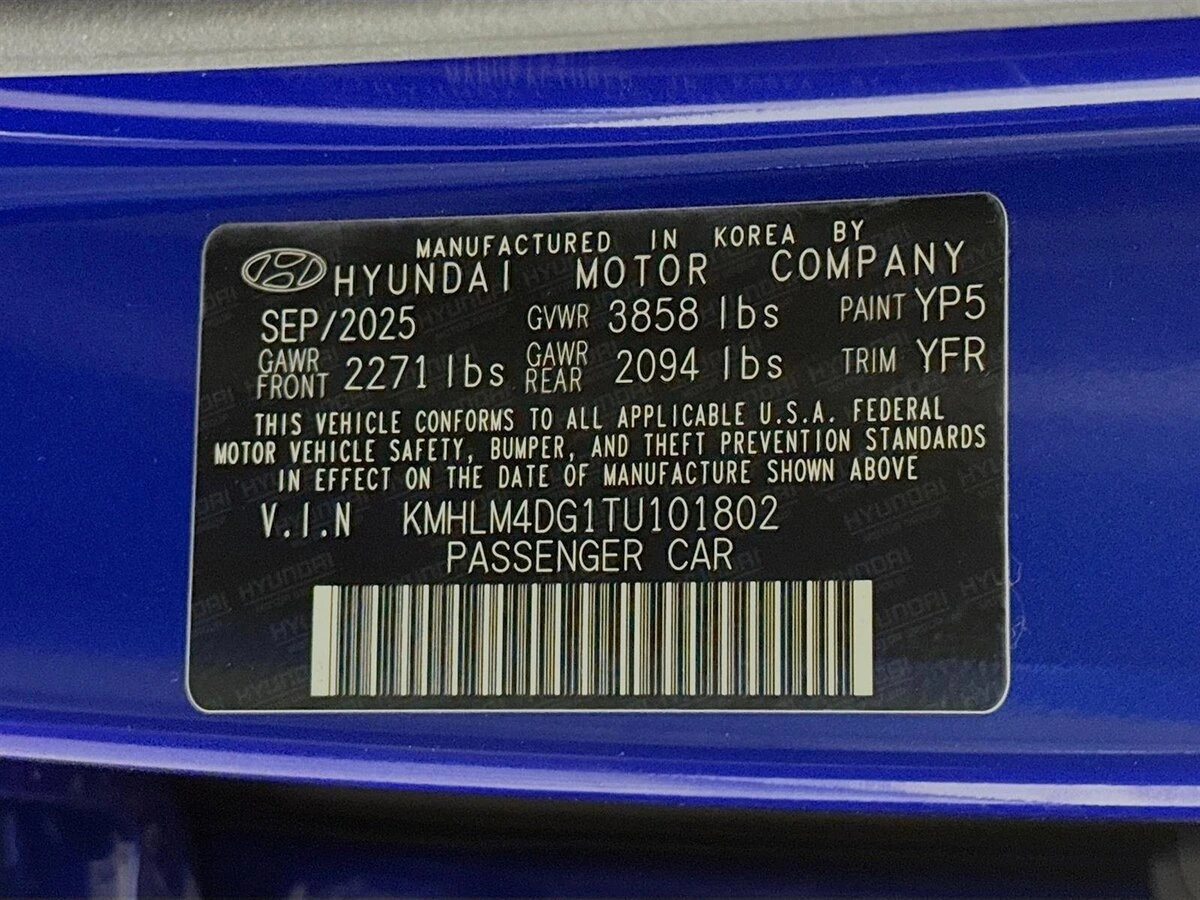 MANUFACTURED IN KOREA BY
HYUNDAI MOTOR COMPANY
SEP/2025 GVWR 3858 lbs PAINT YP5
GAWR FRONT 2271 lbs GAWR REAR 2094 lbs TRIM YFR
THIS VEHICLE CONFORMS TO ALL APPLICABLE U.S.A. FEDERAL
MOTOR VEHICLE SAFETY, BUMPER, AND THEFT PREVENTION STANDARDS
IN EFFECT ON THE DATE OF MANUFACTURE SHOWN ABOVE
V.I.N KMHLM4DG1TU101802
PASSENGER CAR